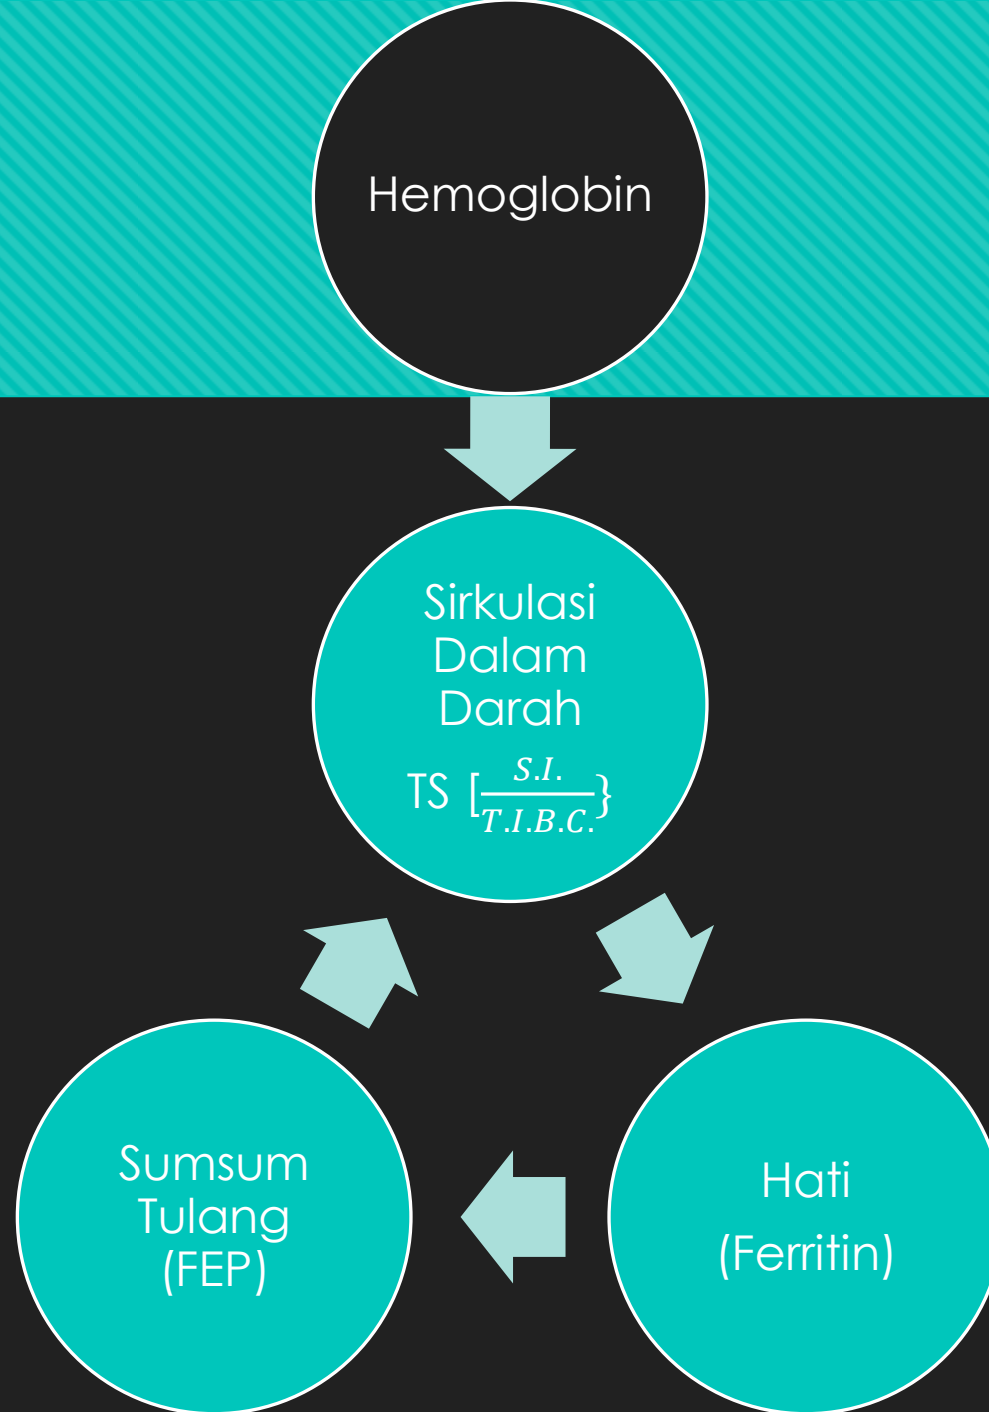 Hemoglobin
Sirkulasi
Dalam
Darah
TS [S.I./T.I.B.C.}
Sumsum
Tulang
(FEP)
Hati
(Ferritin)